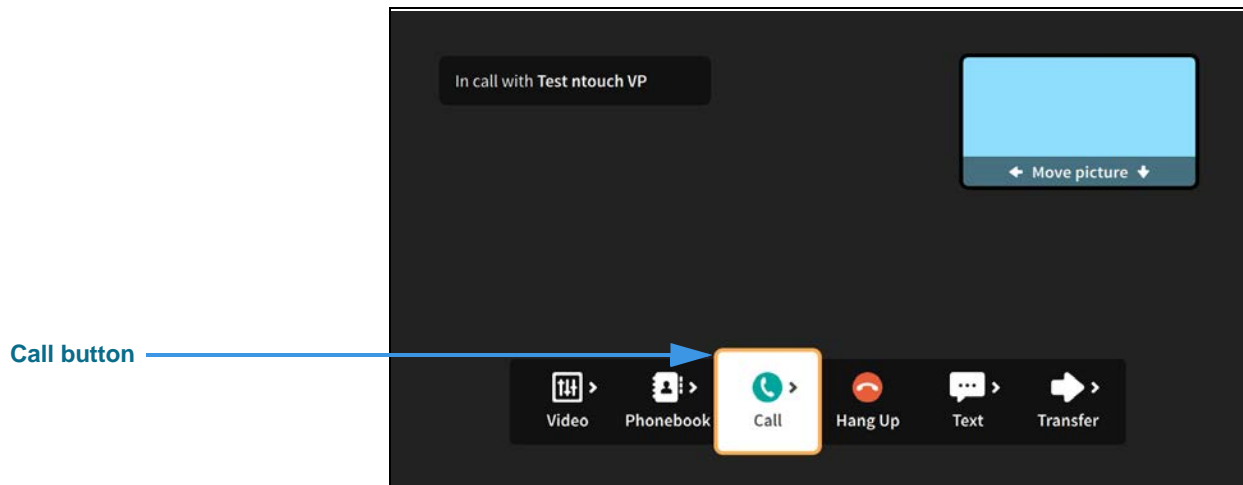 In call with Test ntouch VP
Move picture
Call button
Video Phonebook Call Hang Up Text Transfer